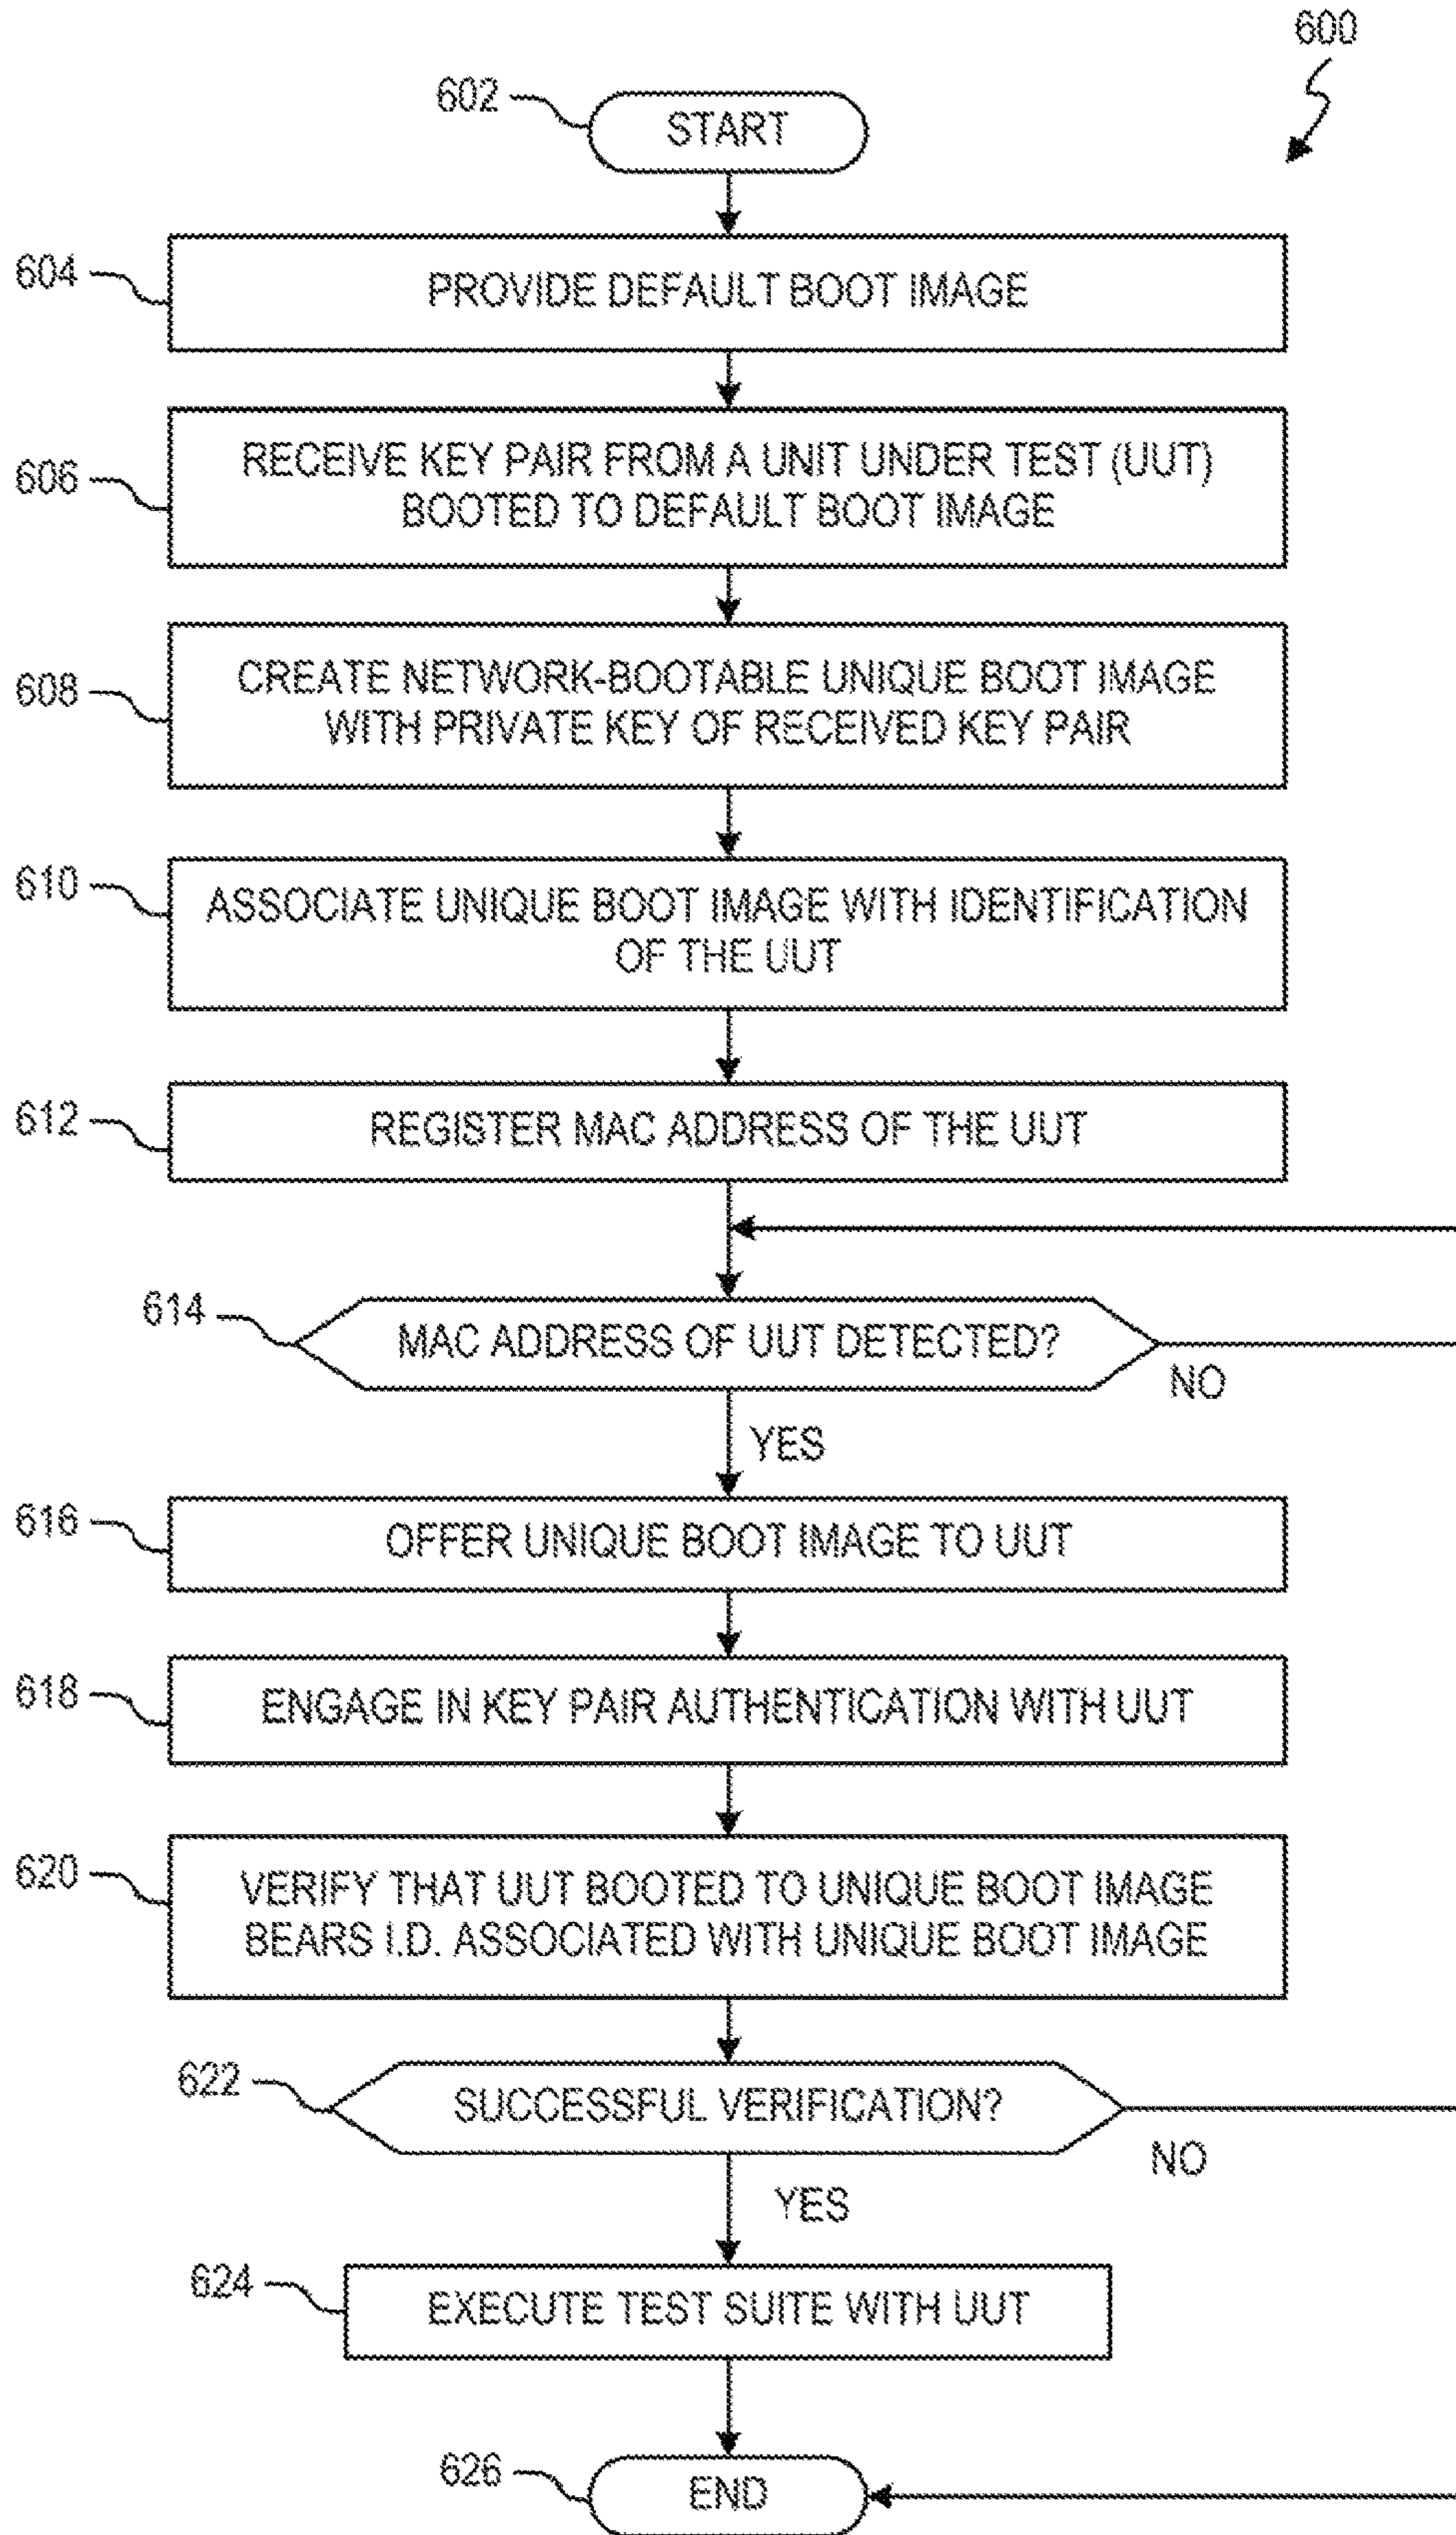 600
602
START
604
PROVIDE DEFAULT BOOT IMAGE
606
RECEIVE KEY PAIR FROM A UNIT UNDER TEST (UUT)
BOOTED TO DEFAULT BOOT IMAGE
608
CREATE NETWORK-BOOTABLE UNIQUE BOOT IMAGE
WITH PRIVATE KEY OF RECEIVED KEY PAIR
610
ASSOCIATE UNIQUE BOOT IMAGE WITH IDENTIFICATION
OF THE UUT
612
REGISTER MAC ADDRESS OF THE UUT
614
MAC ADDRESS OF UUT DETECTED?
NO
YES
616
OFFER UNIQUE BOOT IMAGE TO UUT
618
ENGAGE IN KEY PAIR AUTHENTICATION WITH UUT
620
VERIFY THAT UUT BOOTED TO UNIQUE BOOT IMAGE
BEARS I.D. ASSOCIATED WITH UNIQUE BOOT IMAGE
622
SUCCESSFUL VERIFICATION?
NO
YES
624
EXECUTE TEST SUITE WITH UUT
626
END